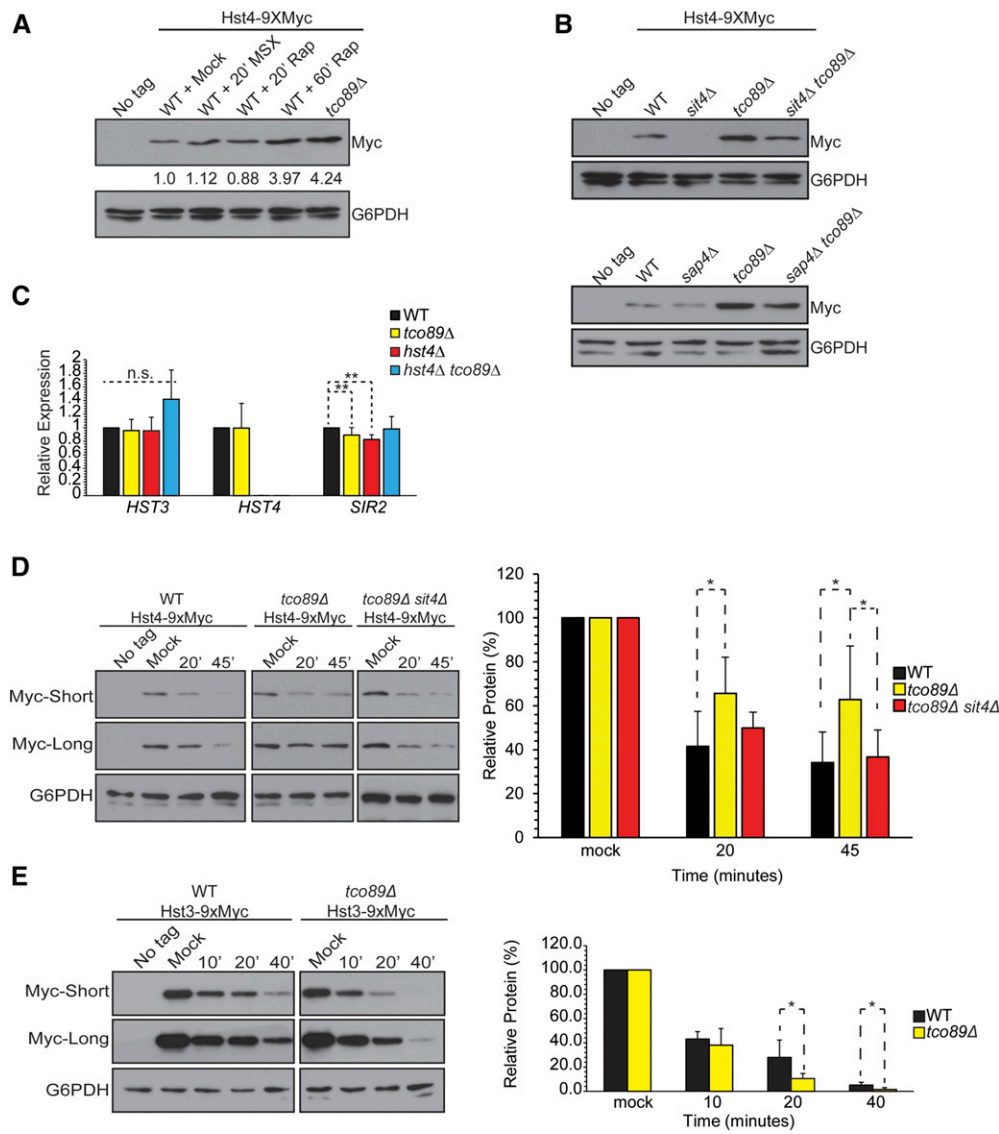 A
Hst4-9XMyc
No tag
WT + Mock
WT + 20' MSX
WT + 20' Rap
WT + 60' Rap
tco89Δ
Myc
1.0 1.12 0.88 3.97 4.24
G6PDH
B
Hst4-9XMyc
No tag
WT
sit4Δ
tco89Δ
sit4Δ tco89Δ
Myc
G6PDH
No tag
WT
sap4Δ
tco89Δ
sap4Δ tco89Δ
Myc
G6PDH
C
WT
tco89Δ
hst4Δ
hst4Δ tco89Δ
Relative Expression
2
1.8
1.6
1.4
1.2
1
0.8
0.6
0.4
0.2
0
n.s.
**
**
HST3 HST4 SIR2
D
WT
Hst4-9xMyc
tco89Δ
Hst4-9xMyc
tco89Δ sit4Δ
Hst4-9xMyc
No tag
Mock 20' 45'
Mock 20' 45'
Mock 20' 45'
Myc-Short
Myc-Long
G6PDH
Relative Protein (%)
120
100
80
60
40
20
0
* * *
WT
tco89Δ
tco89Δ sit4Δ
mock 20 45
Time (minutes)
E
WT
Hst3-9xMyc
tco89Δ
Hst3-9xMyc
No tag
Mock 10' 20' 40'
Mock 10' 20' 40'
Myc-Short
Myc-Long
G6PDH
Relative Protein (%)
120.0
100.0
80.0
60.0
40.0
20.0
0.0
* *
WT
tco89Δ
mock 10 20 40
Time (minutes)